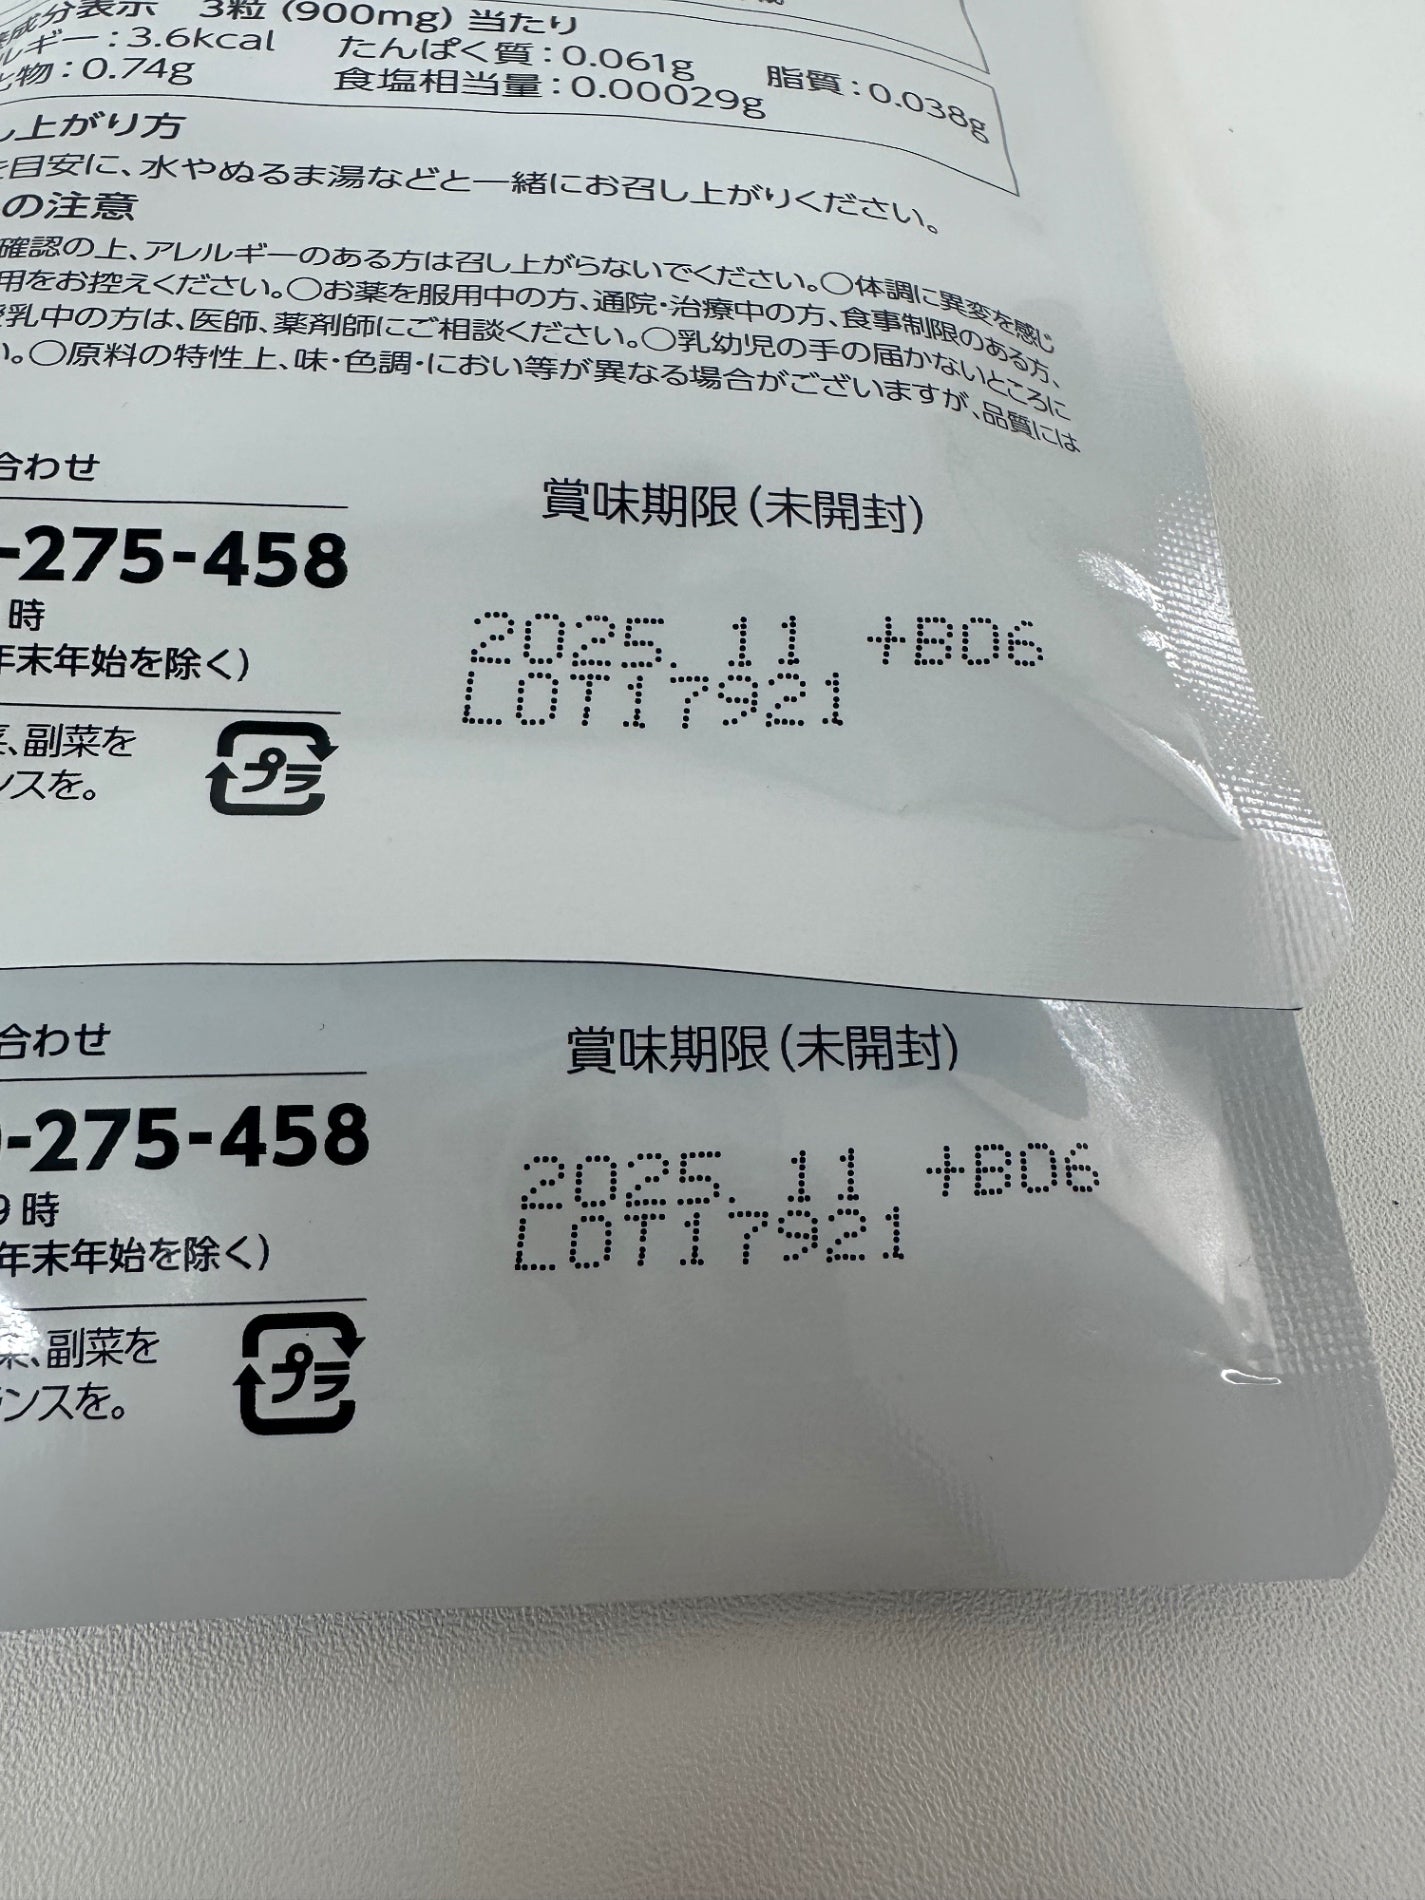 成分表示 3粒 (900mg) 当たり
ルギー：3.6kcal たんぱく質：0.061g 脂質：0.038g
化物：0.74g 食塩相当量：0.00029g
し上がり方
を目安に、水やぬるま湯などと一緒にお召し上がりください。
の注意
確認の上、アレルギーのある方は召し上がらないでください。○体調に異変を感じ
用をお控えください。○お薬を服用中の方、通院・治療中の方、食事制限のある方、
授乳中の方は、医師、薬剤師にご相談ください。○乳幼児の手の届かないところに
い。○原料の特性上、味・色調・におい等が異なる場合がございますが、品質には
合わせ
-275-458
時
年末年始を除く)
菜、副菜を
ンスを。
プラ
賞味期限(未開封)
2025.11 +B06
LOT17921
合わせ
0-275-458
9時
年末年始を除く)
菜、副菜を
ランスを。
プラ
賞味期限(未開封)
2025.11 +B06
LOT17921